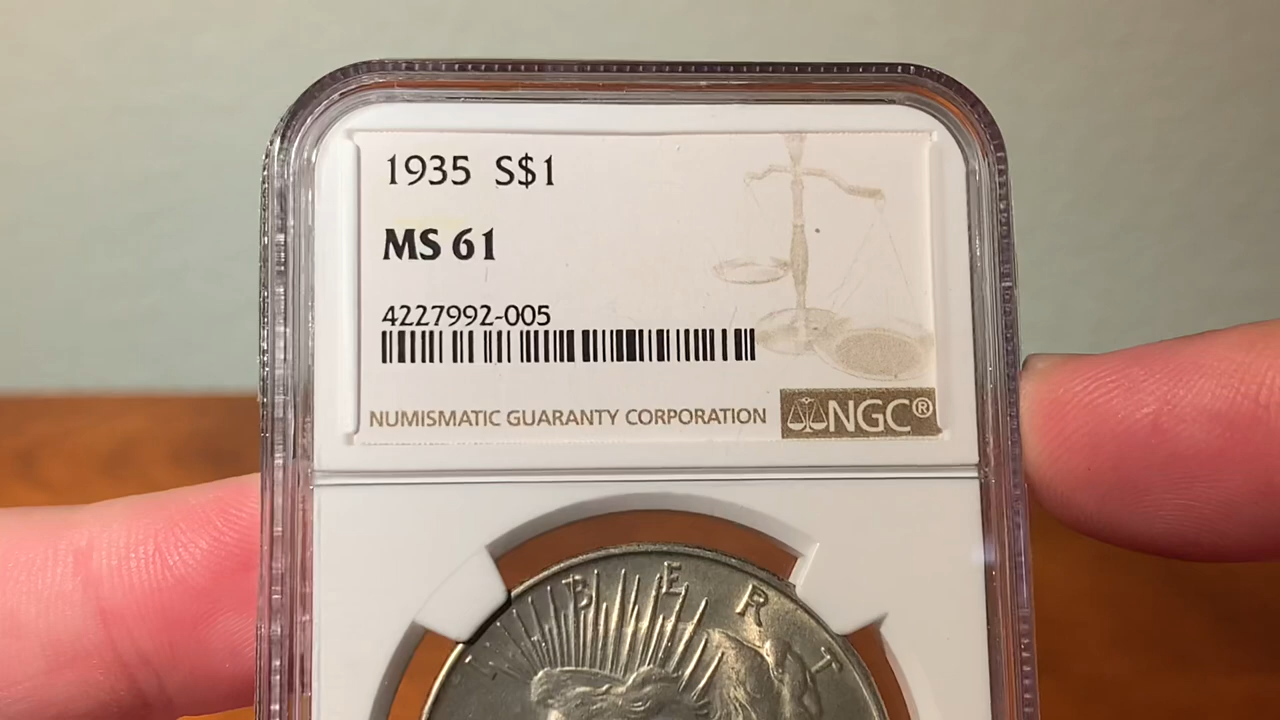 1935 S$1
MS 61
4227992-005
NUMISMATIC GUARANTY CORPORATION NGC®
B E R T